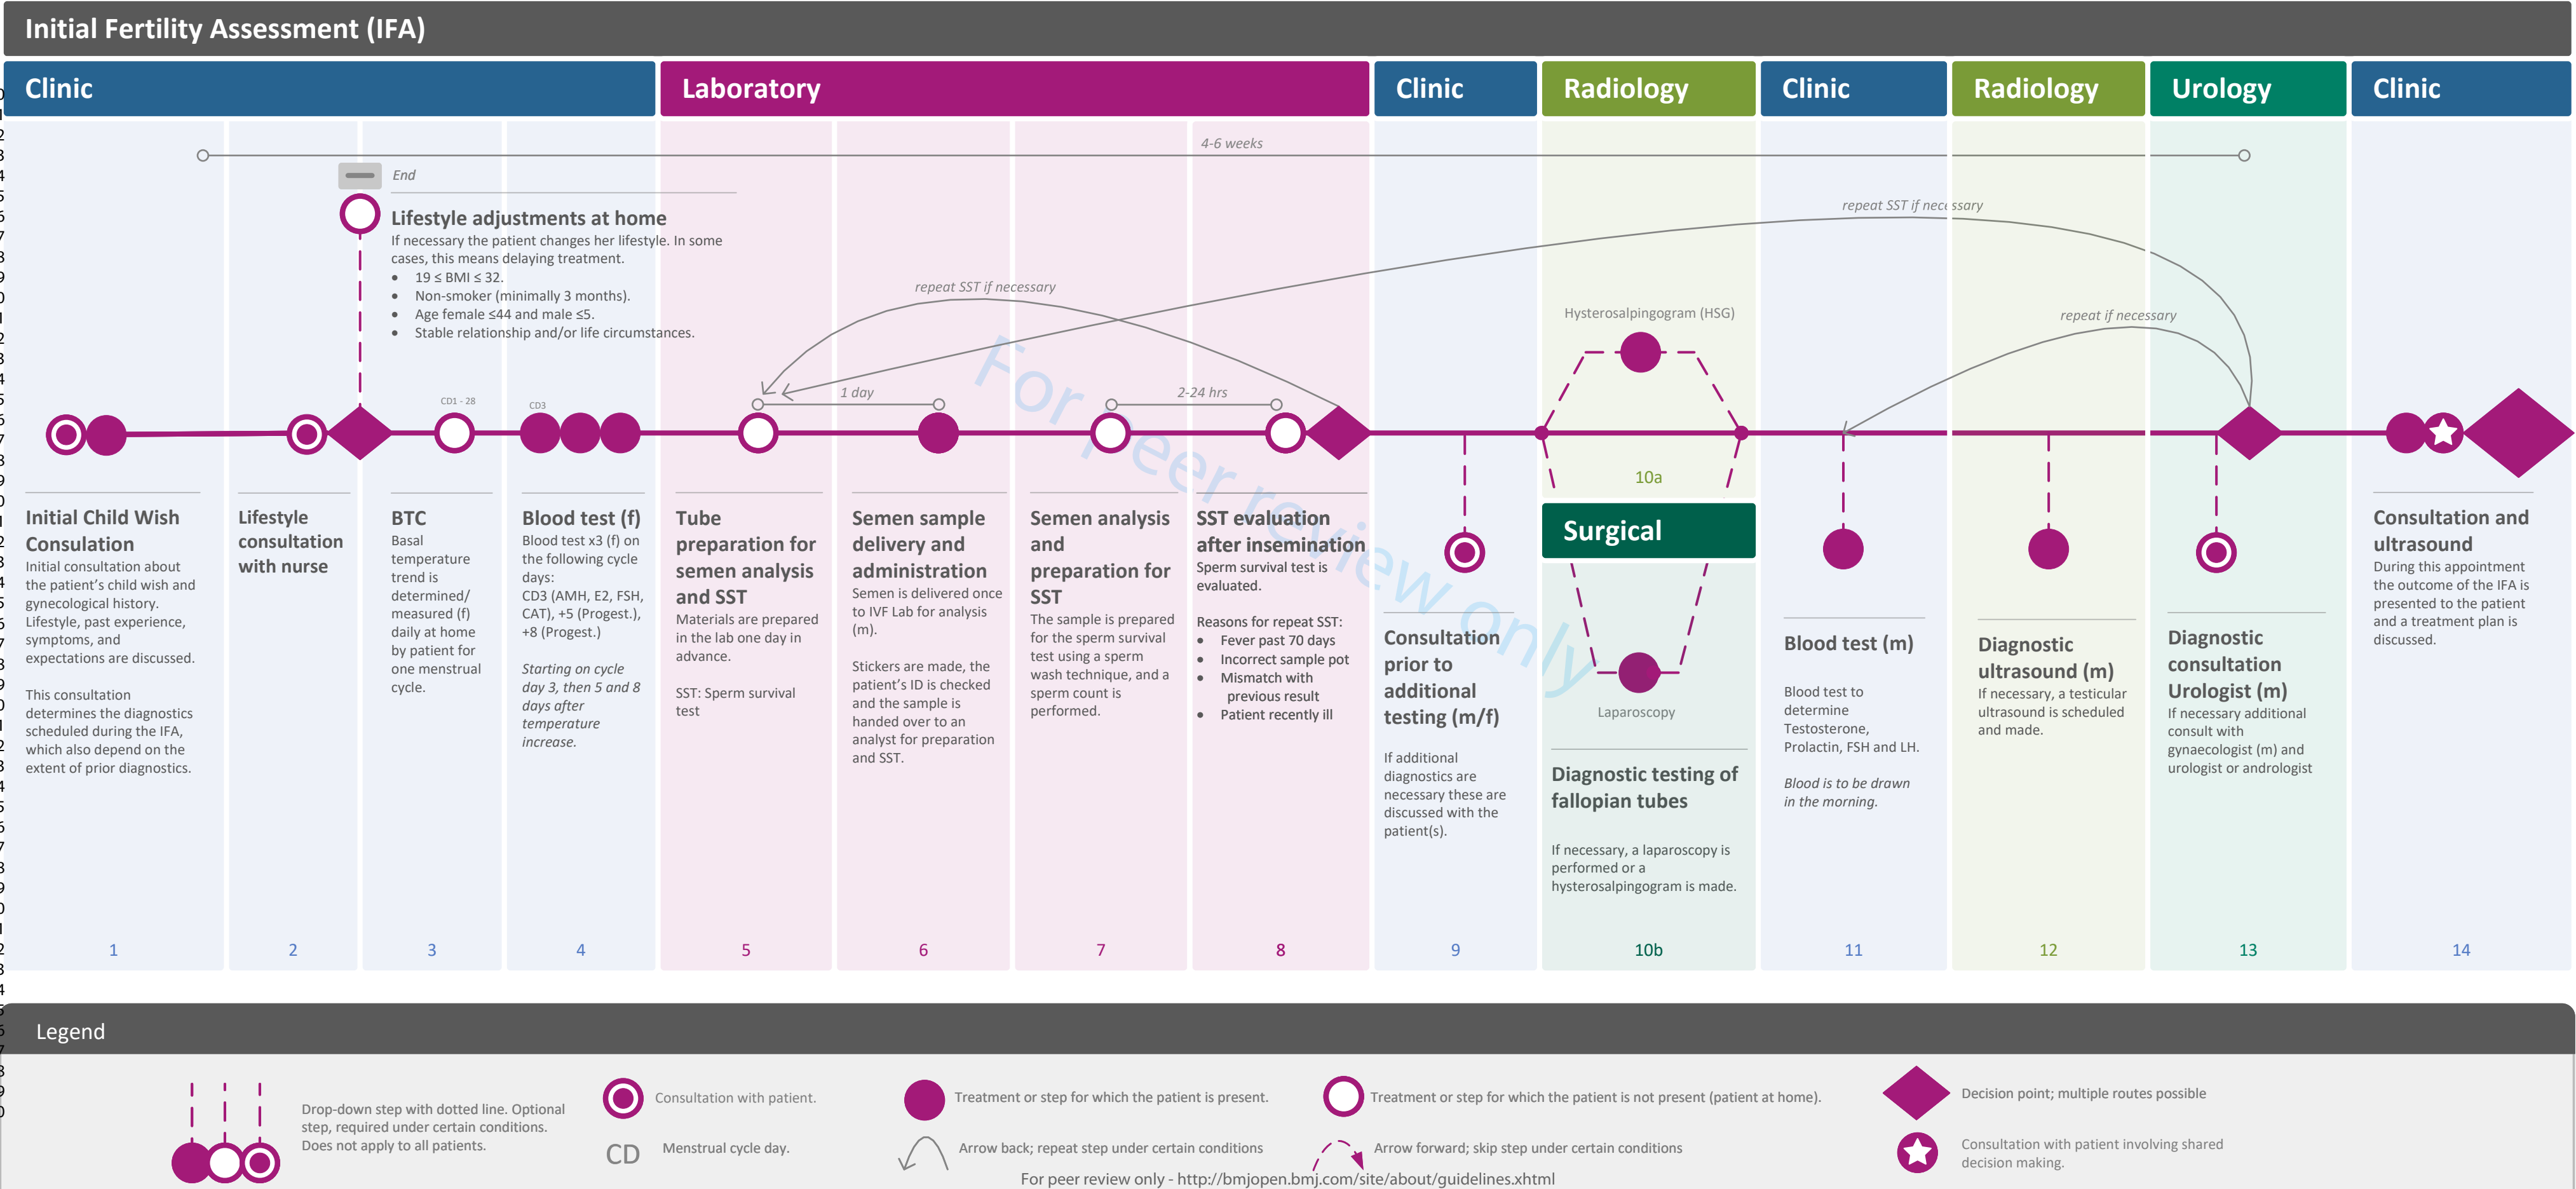 Initial Fertility Assessment (IFA)
Clinic
Laboratory
Clinic
Radiology
Clinic
Radiology
Urology
Clinic
4-6 weeks
End
Lifestyle adjustments at home
If necessary the patient changes her lifestyle. In some
cases, this means delaying treatment.
• 19 ≤ BMI ≤ 32.
• Non-smoker (minimally 3 months).
• Age female ≤44 and male ≤5.
• Stable relationship and/or life circumstances.
repeat SST if necessary
repeat SST if necessary
repeat if necessary
CD1 - 28
CD3
1 day
2-24 hrs
Hysterosalpingogram (HSG)
10a
Surgical
Laparoscopy
Initial Child Wish
Consulation
Initial consultation about
the patient's child wish and
gynecological history.
Lifestyle, past experience,
symptoms, and
expectations are discussed.
This consultation
determines the diagnostics
scheduled during the IFA,
which also depend on the
extent of prior diagnostics.
1
Lifestyle
consultation
with nurse
2
BTC
Basal
temperature
trend is
determined/
measured (f)
daily at home
by patient for
one menstrual
cycle.
3
Blood test (f)
Blood test x3 (f) on
the following cycle
days:
CD3 (AMH, E2, FSH,
CAT), +5 (Progest.),
+8 (Progest.)
Starting on cycle
day 3, then 5 and 8
days after
temperature
increase.
4
Tube
preparation for
semen analysis
and SST
Materials are prepared
in the lab one day in
advance.
SST: Sperm survival
test
5
Semen sample
delivery and
administration
Semen is delivered once
to IVF Lab for analysis
(m).
Stickers are made, the
patient's ID is checked
and the sample is
handed over to an
analyst for preparation
and SST.
6
Semen analysis
and
preparation for
SST
The sample is prepared
for the sperm survival
test using a sperm
wash technique, and a
sperm count is
performed.
7
SST evaluation
after insemination
Sperm survival test is
evaluated.
Reasons for repeat SST:
• Fever past 70 days
• Incorrect sample pot
• Mismatch with
previous result
• Patient recently ill
8
Consultation
prior to
additional
testing (m/f)
If additional
diagnostics are
necessary these are
discussed with the
patient(s).
9
Diagnostic testing of
fallopian tubes
If necessary, a laparoscopy is
performed or a
hysterosalpingogram is made.
10b
Blood test (m)
Blood test to
determine
Testosterone,
Prolactin, FSH and LH.
Blood is to be drawn
in the morning.
11
Diagnostic
ultrasound (m)
If necessary, a testicular
ultrasound is scheduled
and made.
12
Diagnostic
consultation
Urologist (m)
If necessary additional
consult with
gynaecologist (m) and
urologist or andrologist
13
Consultation and
ultrasound
During this appointment
the outcome of the IFA is
presented to the patient
and a treatment plan is
discussed.
14
For peer review only
Legend
Drop-down step with dotted line. Optional
step, required under certain conditions.
Does not apply to all patients.
Consultation with patient.
CD Menstrual cycle day.
Treatment or step for which the patient is present.
Arrow back; repeat step under certain conditions
Treatment or step for which the patient is not present (patient at home).
Arrow forward; skip step under certain conditions
Decision point; multiple routes possible
Consultation with patient involving shared
decision making.
For peer review only - http://bmjopen.bmj.com/site/about/guidelines.xhtml